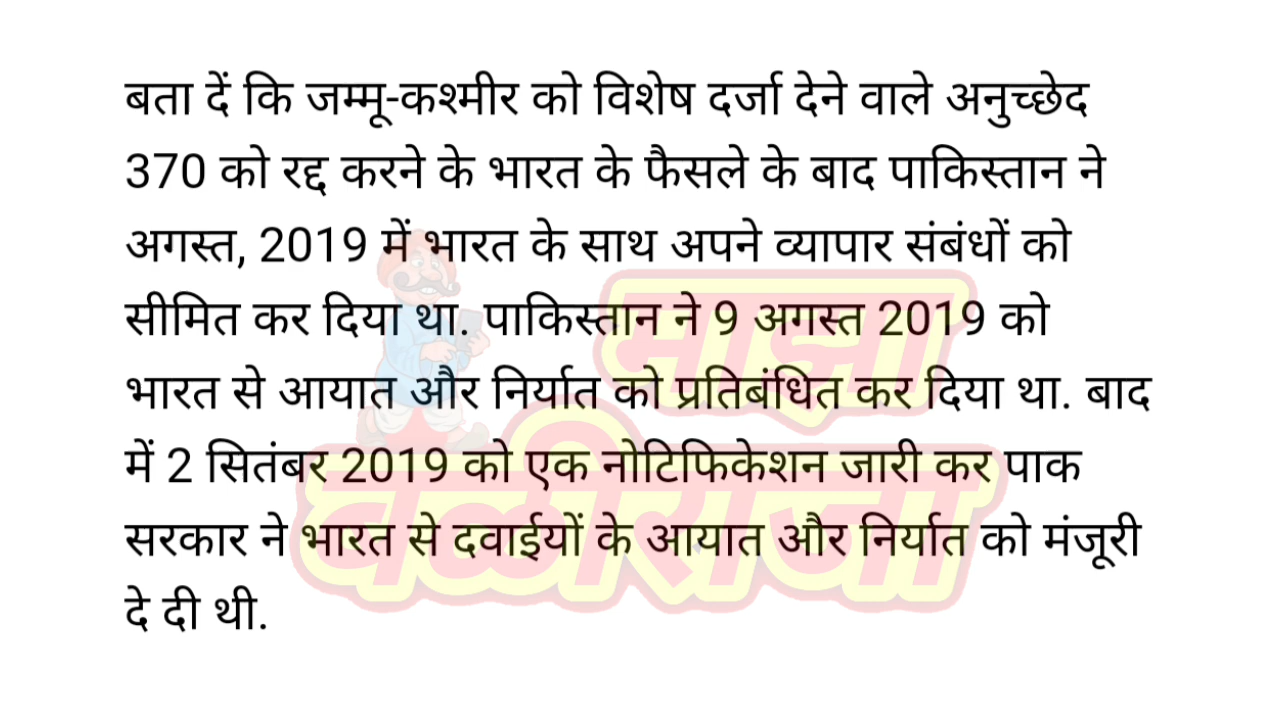 बता दें कि जम्मू-कश्मीर को विशेष दर्जा देने वाले अनुच्छेद
370 को रद्द करने के भारत के फैसले के बाद पाकिस्तान ने
अगस्त, 2019 में भारत के साथ अपने व्यापार संबंधों को
सीमित कर दिया था. पाकिस्तान ने 9 अगस्त 2019 को
भारत से आयात और निर्यात को प्रतिबंधित कर दिया था. बाद
में 2 सितंबर 2019 को एक नोटिफिकेशन जारी कर पाक
सरकार ने भारत से दवाईयों के आयात और निर्यात को मंजूरी
दे दी थी.
माझा
बळीराजा